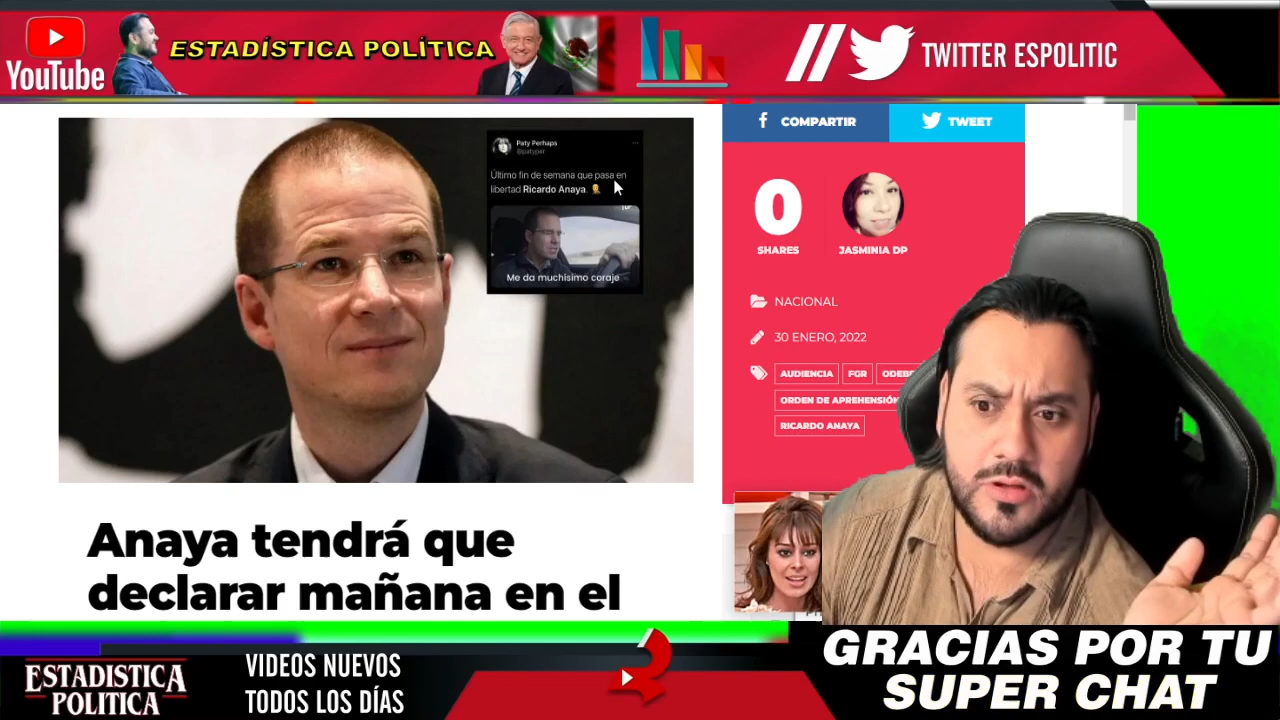 YouTube
ESTADÍSTICA POLÍTICA
TWITTER ESPOLITIC
COMPARTIR
TWEET
Paty Perhaps
@patyper
Último fin de semana que pasa en
libertad Ricardo Anaya.
Me da muchísimo coraje
0
SHARES
JASMINIA DP
NACIONAL
30 ENERO, 2022
AUDIENCIA
FGR
ORDEN DE APREHENSIÓN
RICARDO ANAYA
Anaya tendrá que
declarar mañana en el
ESTADISTICA
POLÍTICA
VIDEOS NUEVOS
TODOS LOS DÍAS
GRACIAS POR TU
SUPER CHAT